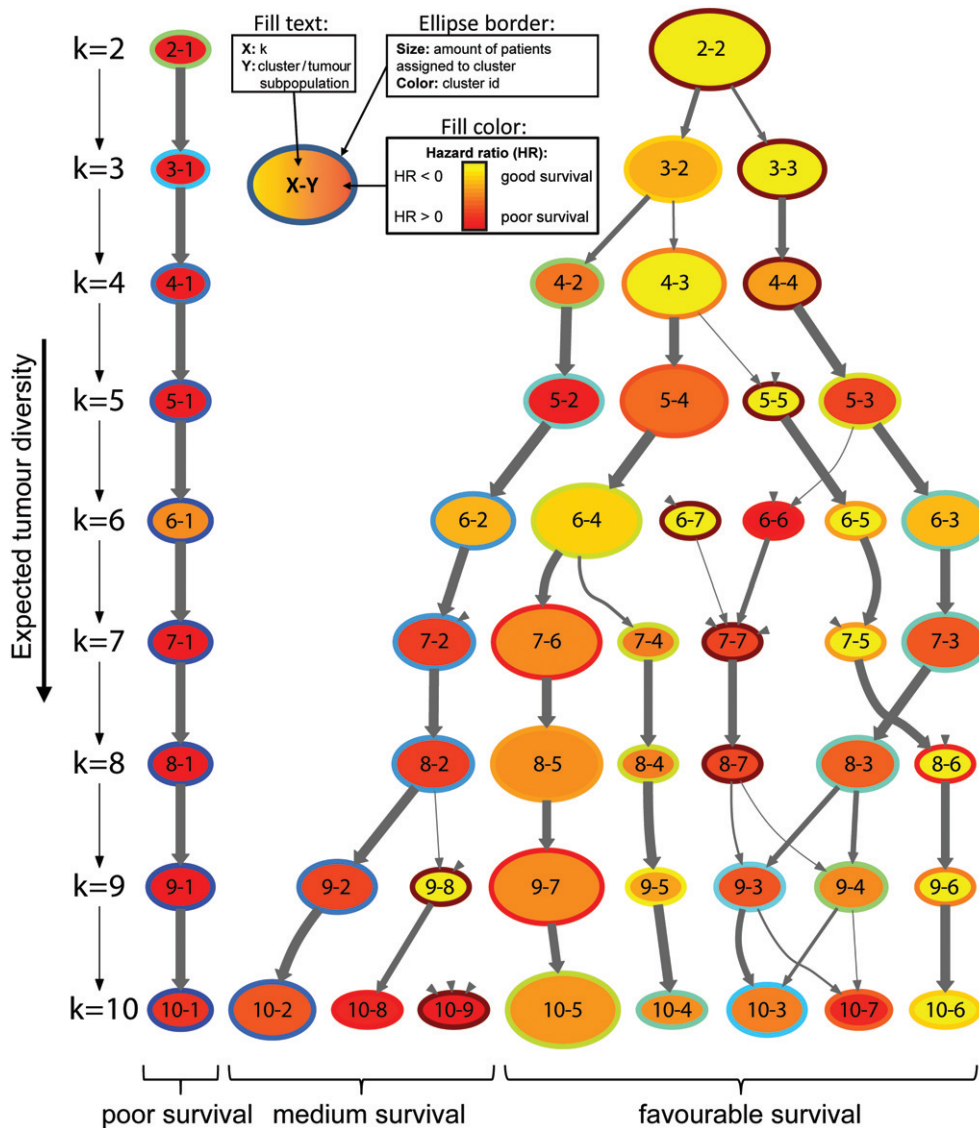 Fill text:
X: k
Y: cluster/tumour
subpopulation
Ellipse border:
Size: amount of patients
assigned to cluster
Color: cluster id
Fill color:
Hazard ratio (HR):
HR < 0 good survival
HR > 0 poor survival
X-Y
Expected tumour diversity
k=2 2-1 2-2
k=3 3-1 3-2 3-3
k=4 4-1 4-2 4-3 4-4
k=5 5-1 5-2 5-4 5-5 5-3
k=6 6-1 6-2 6-4 6-7 6-6 6-5 6-3
k=7 7-1 7-2 7-6 7-4 7-7 7-5 7-3
k=8 8-1 8-2 8-5 8-4 8-7 8-3 8-6
k=9 9-1 9-2 9-8 9-7 9-5 9-3 9-4 9-6
k=10 10-1 10-2 10-8 10-9 10-5 10-4 10-3 10-7 10-6
poor survival medium survival favourable survival